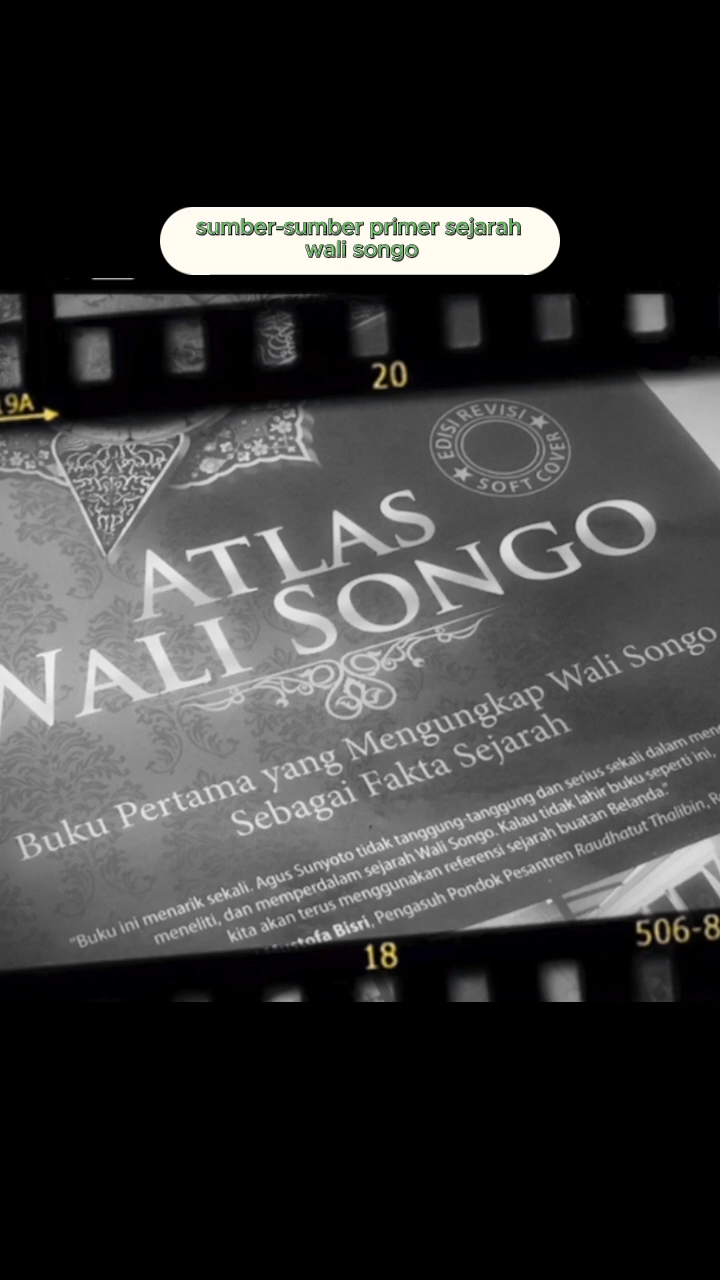 sumber-sumber primer sejarah
wali songo
20
19A
EDISI REVISI
SOFT COVER
ATLAS
WALI SONGO
Buku Pertama yang Mengungkap Wali Songo
Sebagai Fakta Sejarah
"Buku ini menarik sekali. Agus Sunyoto tidak tanggung-tanggung dan serius sekali dalam
meneliti, dan memperdalam sejarah Wali Songo. Kalau tidak lahir buku seperti ini,
kita akan terus menggunakan referensi sejarah buatan Belanda."
Bisri, Pengasuh Pondok Pesantren Raudhatut Thalibin,
18
506-8